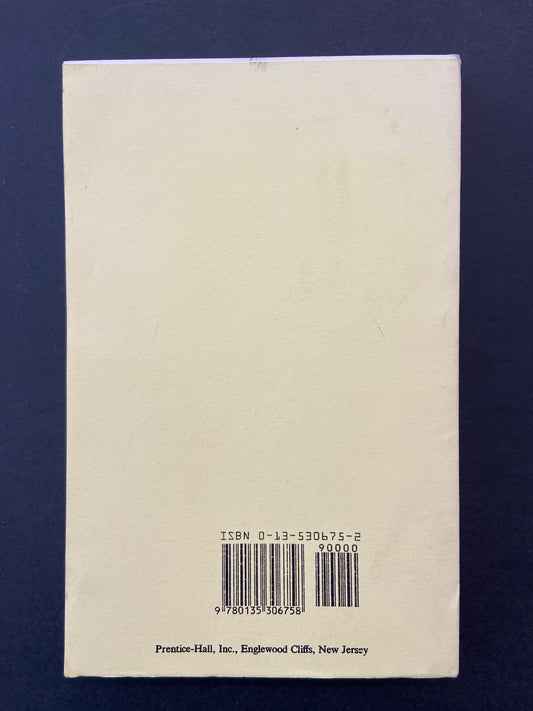 ISBN 0-13-530675-2
90000
9 780135 306758
Prentice-Hall, Inc., Englewood Cliffs, New Jersey